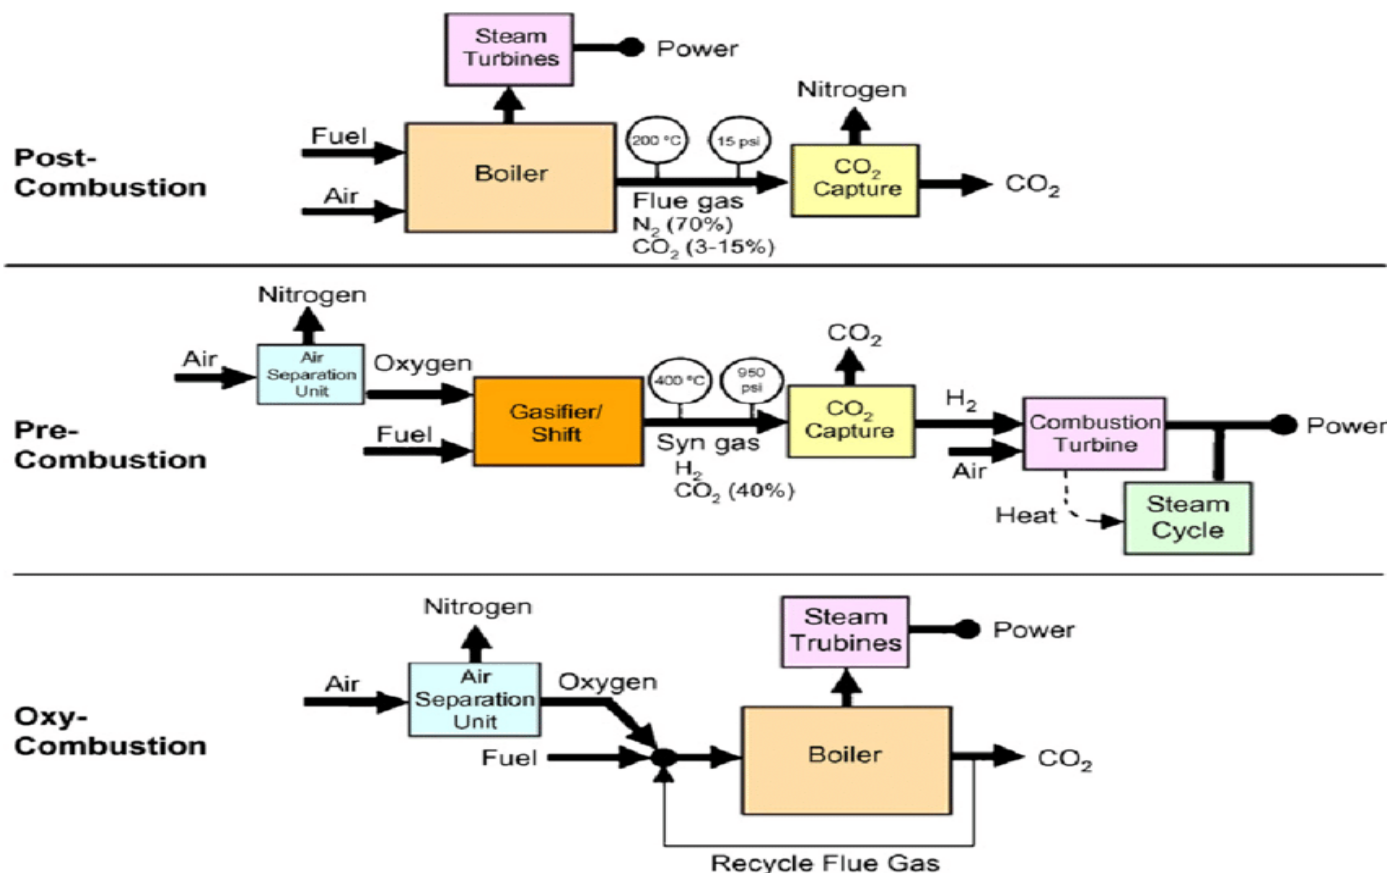 Steam
Turbines
Power
Nitrogen
Fuel
Post-
Combustion
Boiler
200 °C
15 psi
CO₂
Capture
CO₂
Air
Flue gas
N₂ (70%)
CO₂ (3-15%)
Nitrogen
CO₂
Air
Air
Separation
Unit
Oxygen
400 °C
950
psi
Pre-
Combustion
Fuel
Gasifier/
Shift
Syn gas
H₂
CO₂ (40%)
CO₂
Capture
H₂
Air
Combustion
Turbine
Power
Heat
Steam
Cycle
Nitrogen
Steam
Trubines
Power
Air
Air
Separation
Unit
Oxygen
Oxy-
Combustion
Fuel
Boiler
CO₂
Recycle Flue Gas